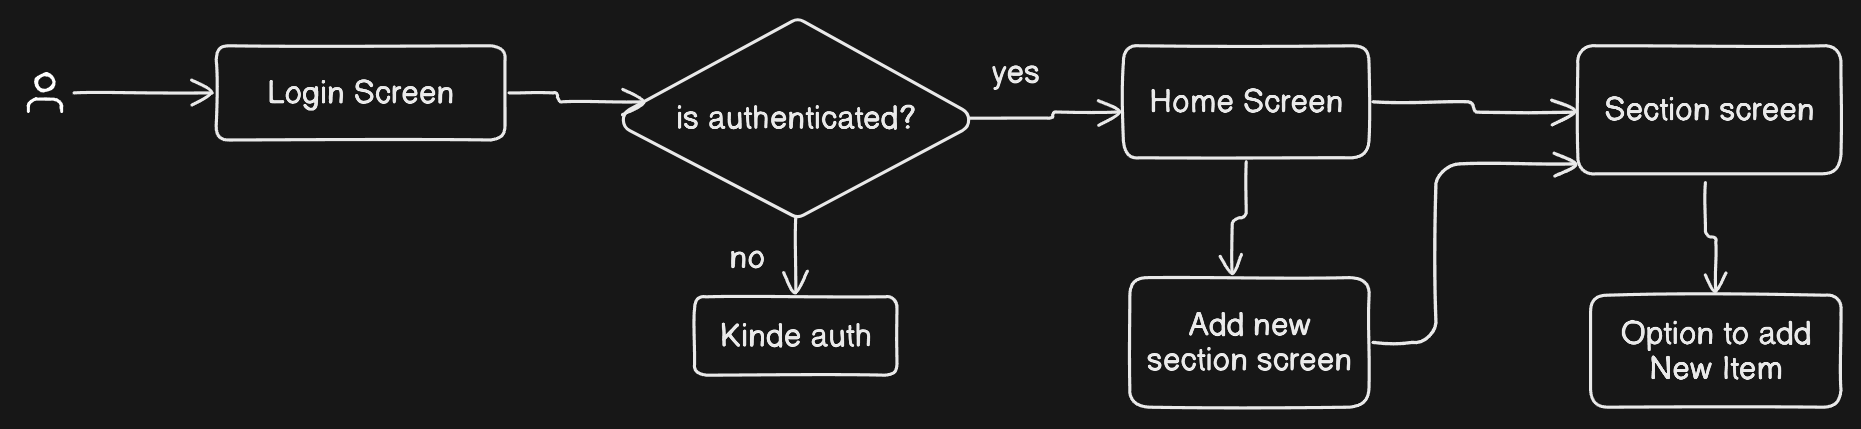 Login Screen
is authenticated?
yes
no
Kinde auth
Home Screen
Add new
section screen
Section screen
Option to add
New Item